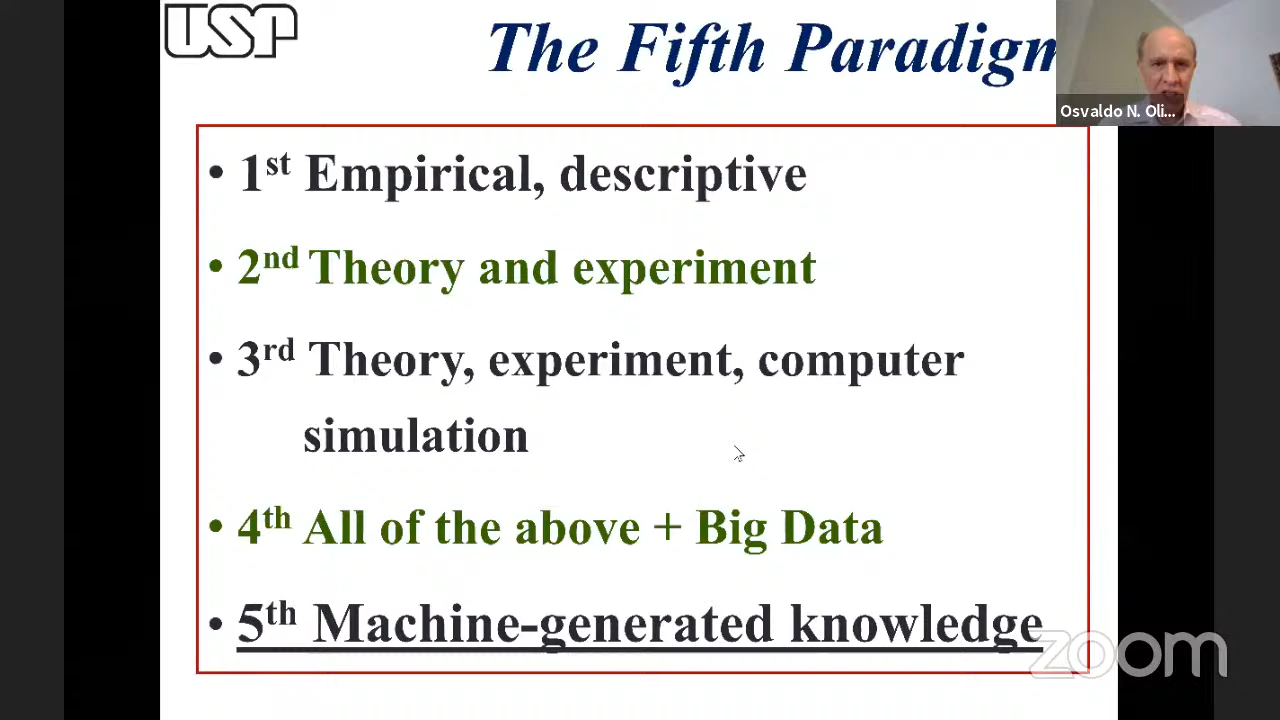 USP
The Fifth Paradigm
Osvaldo N. Oli...
• 1st Empirical, descriptive
• 2nd Theory and experiment
• 3rd Theory, experiment, computer
simulation
• 4th All of the above + Big Data
• 5th Machine-generated knowledge
zoom